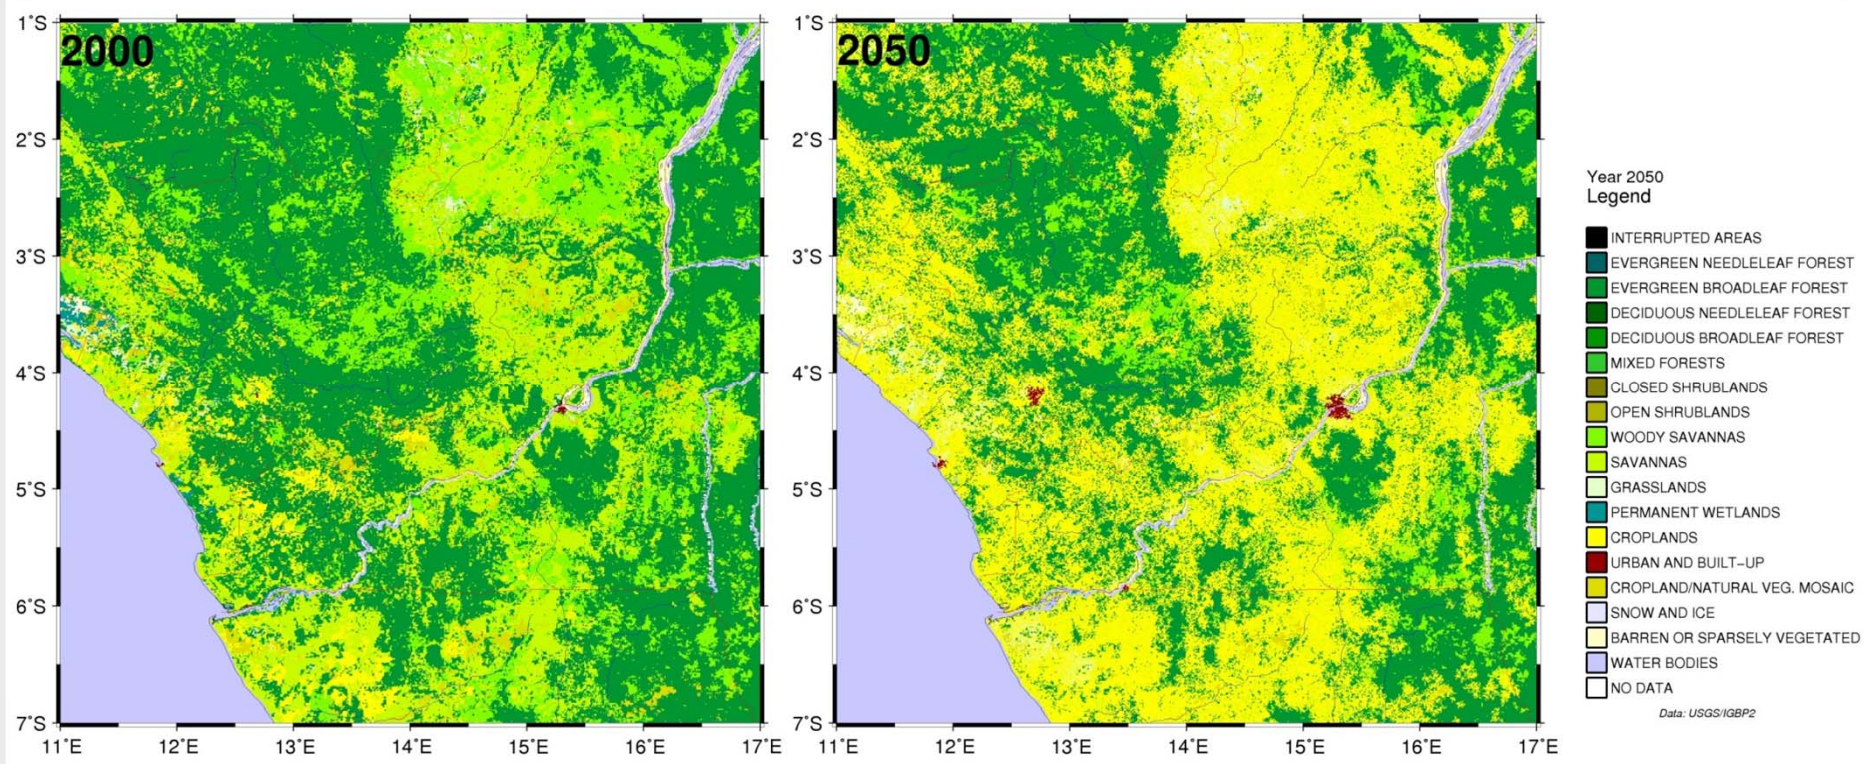 2000
1°S
2°S
3°S
4°S
5°S
6°S
7°S
11°E
12°E
13°E
14°E
15°E
16°E
17°E
2050
1°S
2°S
3°S
4°S
5°S
6°S
7°S
11°E
12°E
13°E
14°E
15°E
16°E
17°E
Year 2050
Legend
INTERRUPTED AREAS
EVERGREEN NEEDLELEAF FOREST
EVERGREEN BROADLEAF FOREST
DECIDUOUS NEEDLELEAF FOREST
DECIDUOUS BROADLEAF FOREST
MIXED FORESTS
CLOSED SHRUBLANDS
OPEN SHRUBLANDS
WOODY SAVANNAS
SAVANNAS
GRASSLANDS
PERMANENT WETLANDS
CROPLANDS
URBAN AND BUILT-UP
CROPLAND/NATURAL VEG. MOSAIC
SNOW AND ICE
BARREN OR SPARSELY VEGETATED
WATER BODIES
NO DATA
Data: USGS/IGBP2